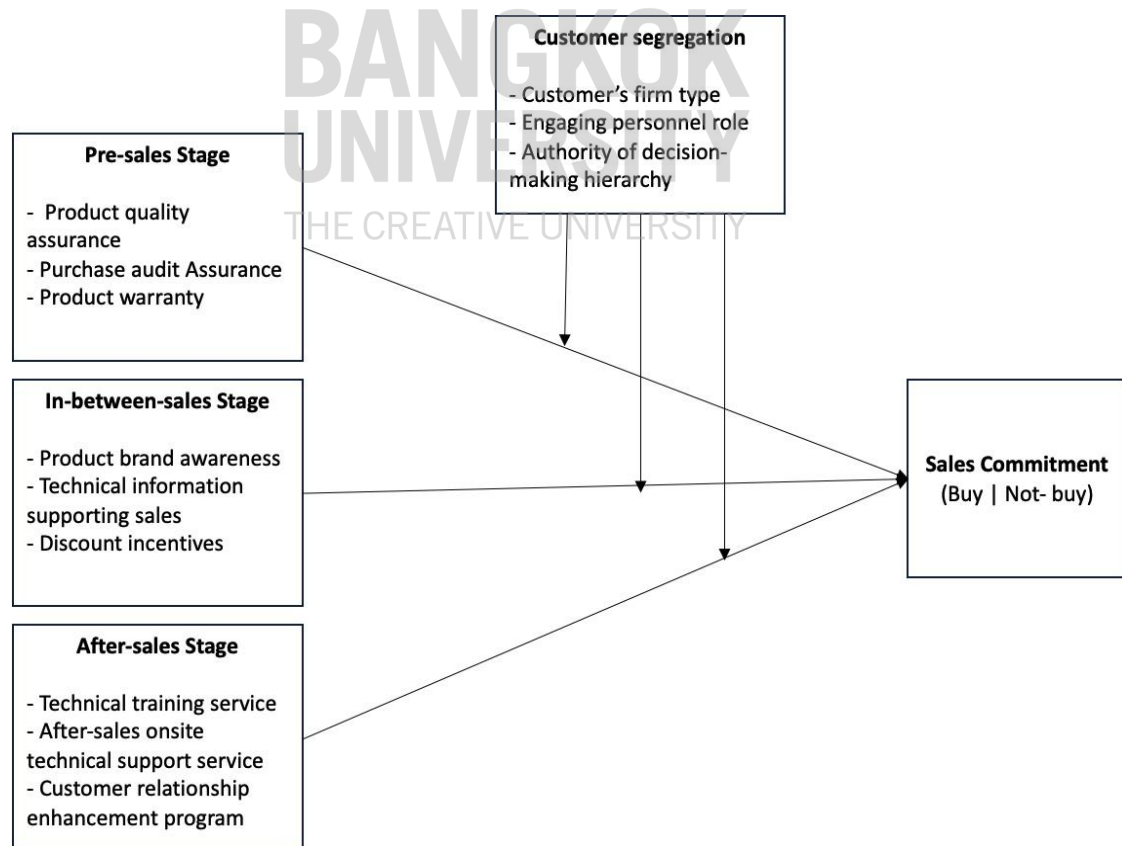 BANGKOK
UNIVERSITY
THE CREATIVE UNIVERSITY
Customer segregation
- Customer's firm type
- Engaging personnel role
- Authority of decision-
making hierarchy
Pre-sales Stage
- Product quality
assurance
- Purchase audit Assurance
- Product warranty
In-between-sales Stage
- Product brand awareness
- Technical information
supporting sales
- Discount incentives
After-sales Stage
- Technical training service
- After-sales onsite
technical support service
- Customer relationship
enhancement program
Sales Commitment
(Buy | Not- buy)